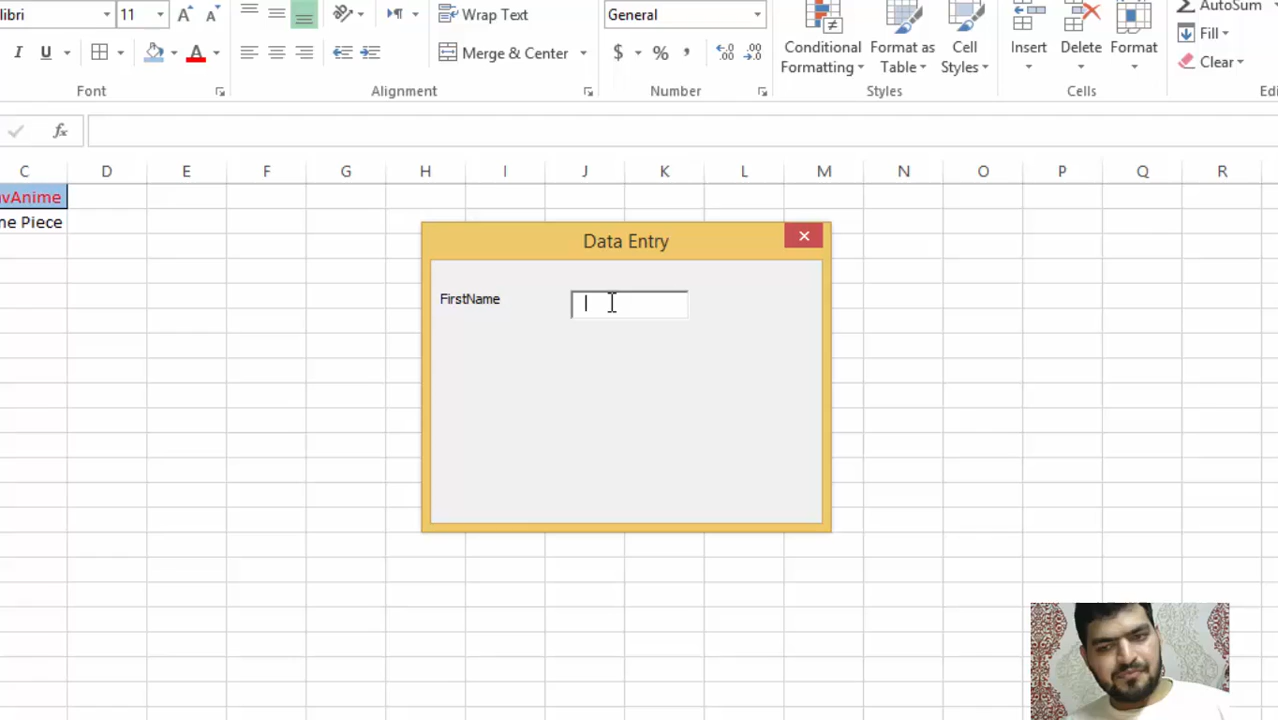 libri 11 Wrap Text General AutoSum
Conditional Formatting Format as Table Cell Styles Insert Delete Format Fill
I U A Merge & Center $ % , Clear
Font Alignment Number Styles Cells
fx
C D E F G H I J K L M N O P Q R
vAnime
ne Piece
Data Entry
FirstName